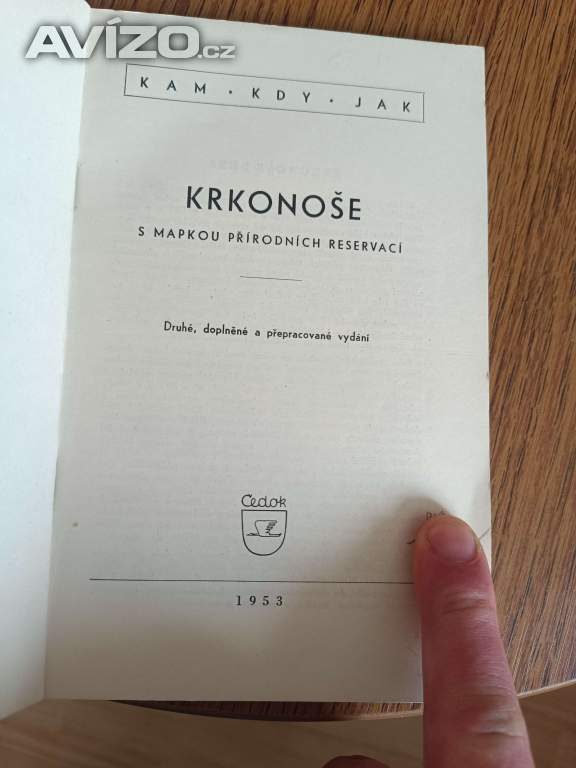 AVÍZO.cz
KAM · KDY · JAK
KRKONOŠE
S MAPKOU PŘÍRODNÍCH RESERVACÍ
Druhé, doplněné a přepracované vydání
Čedok
1953